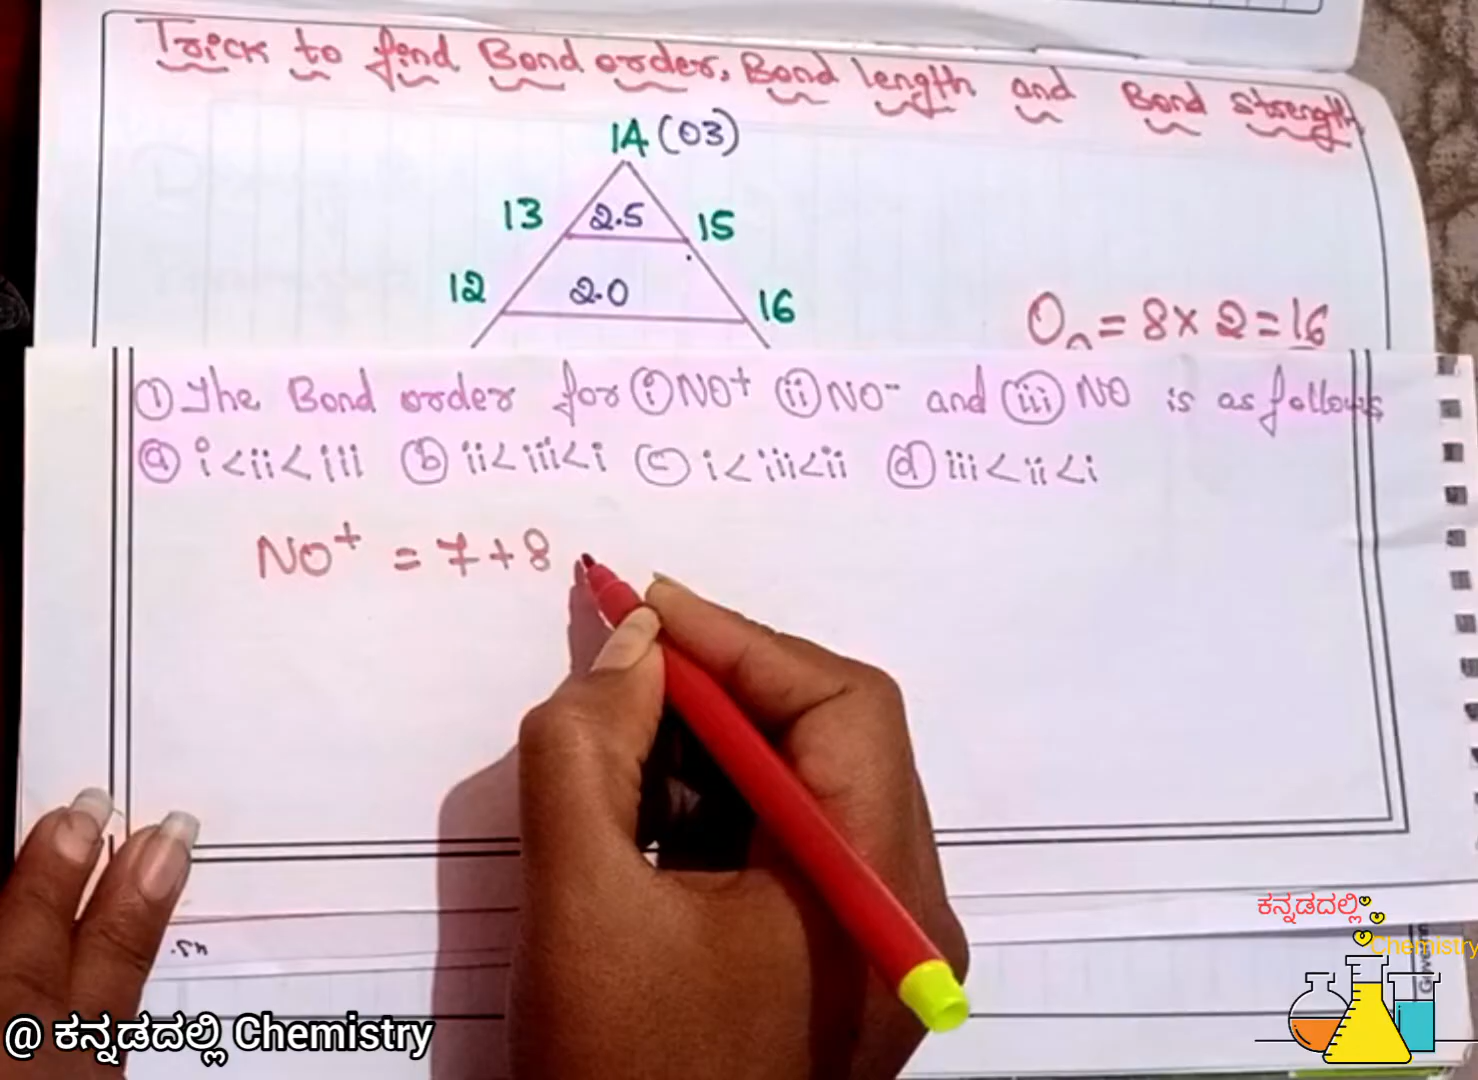 Trick to find Bond order, Bond length and Bond strength
14 (03)
13 2.5 15
12 2.0 16
O₂ = 8 x 2 = 16
① The Bond order for ⓘ NO⁺ ⓘⓘ NO⁻ and ⓘⓘⓘ NO is as follows
ⓐ i < ii < iii ⓑ ii < iii < i ⓒ i < iii < ii ⓓ iii < ii < i
NO⁺ = 7 + 8
ಕನ್ನಡದಲ್ಲಿ
Chemistry
@ ಕನ್ನಡದಲ್ಲಿ Chemistry